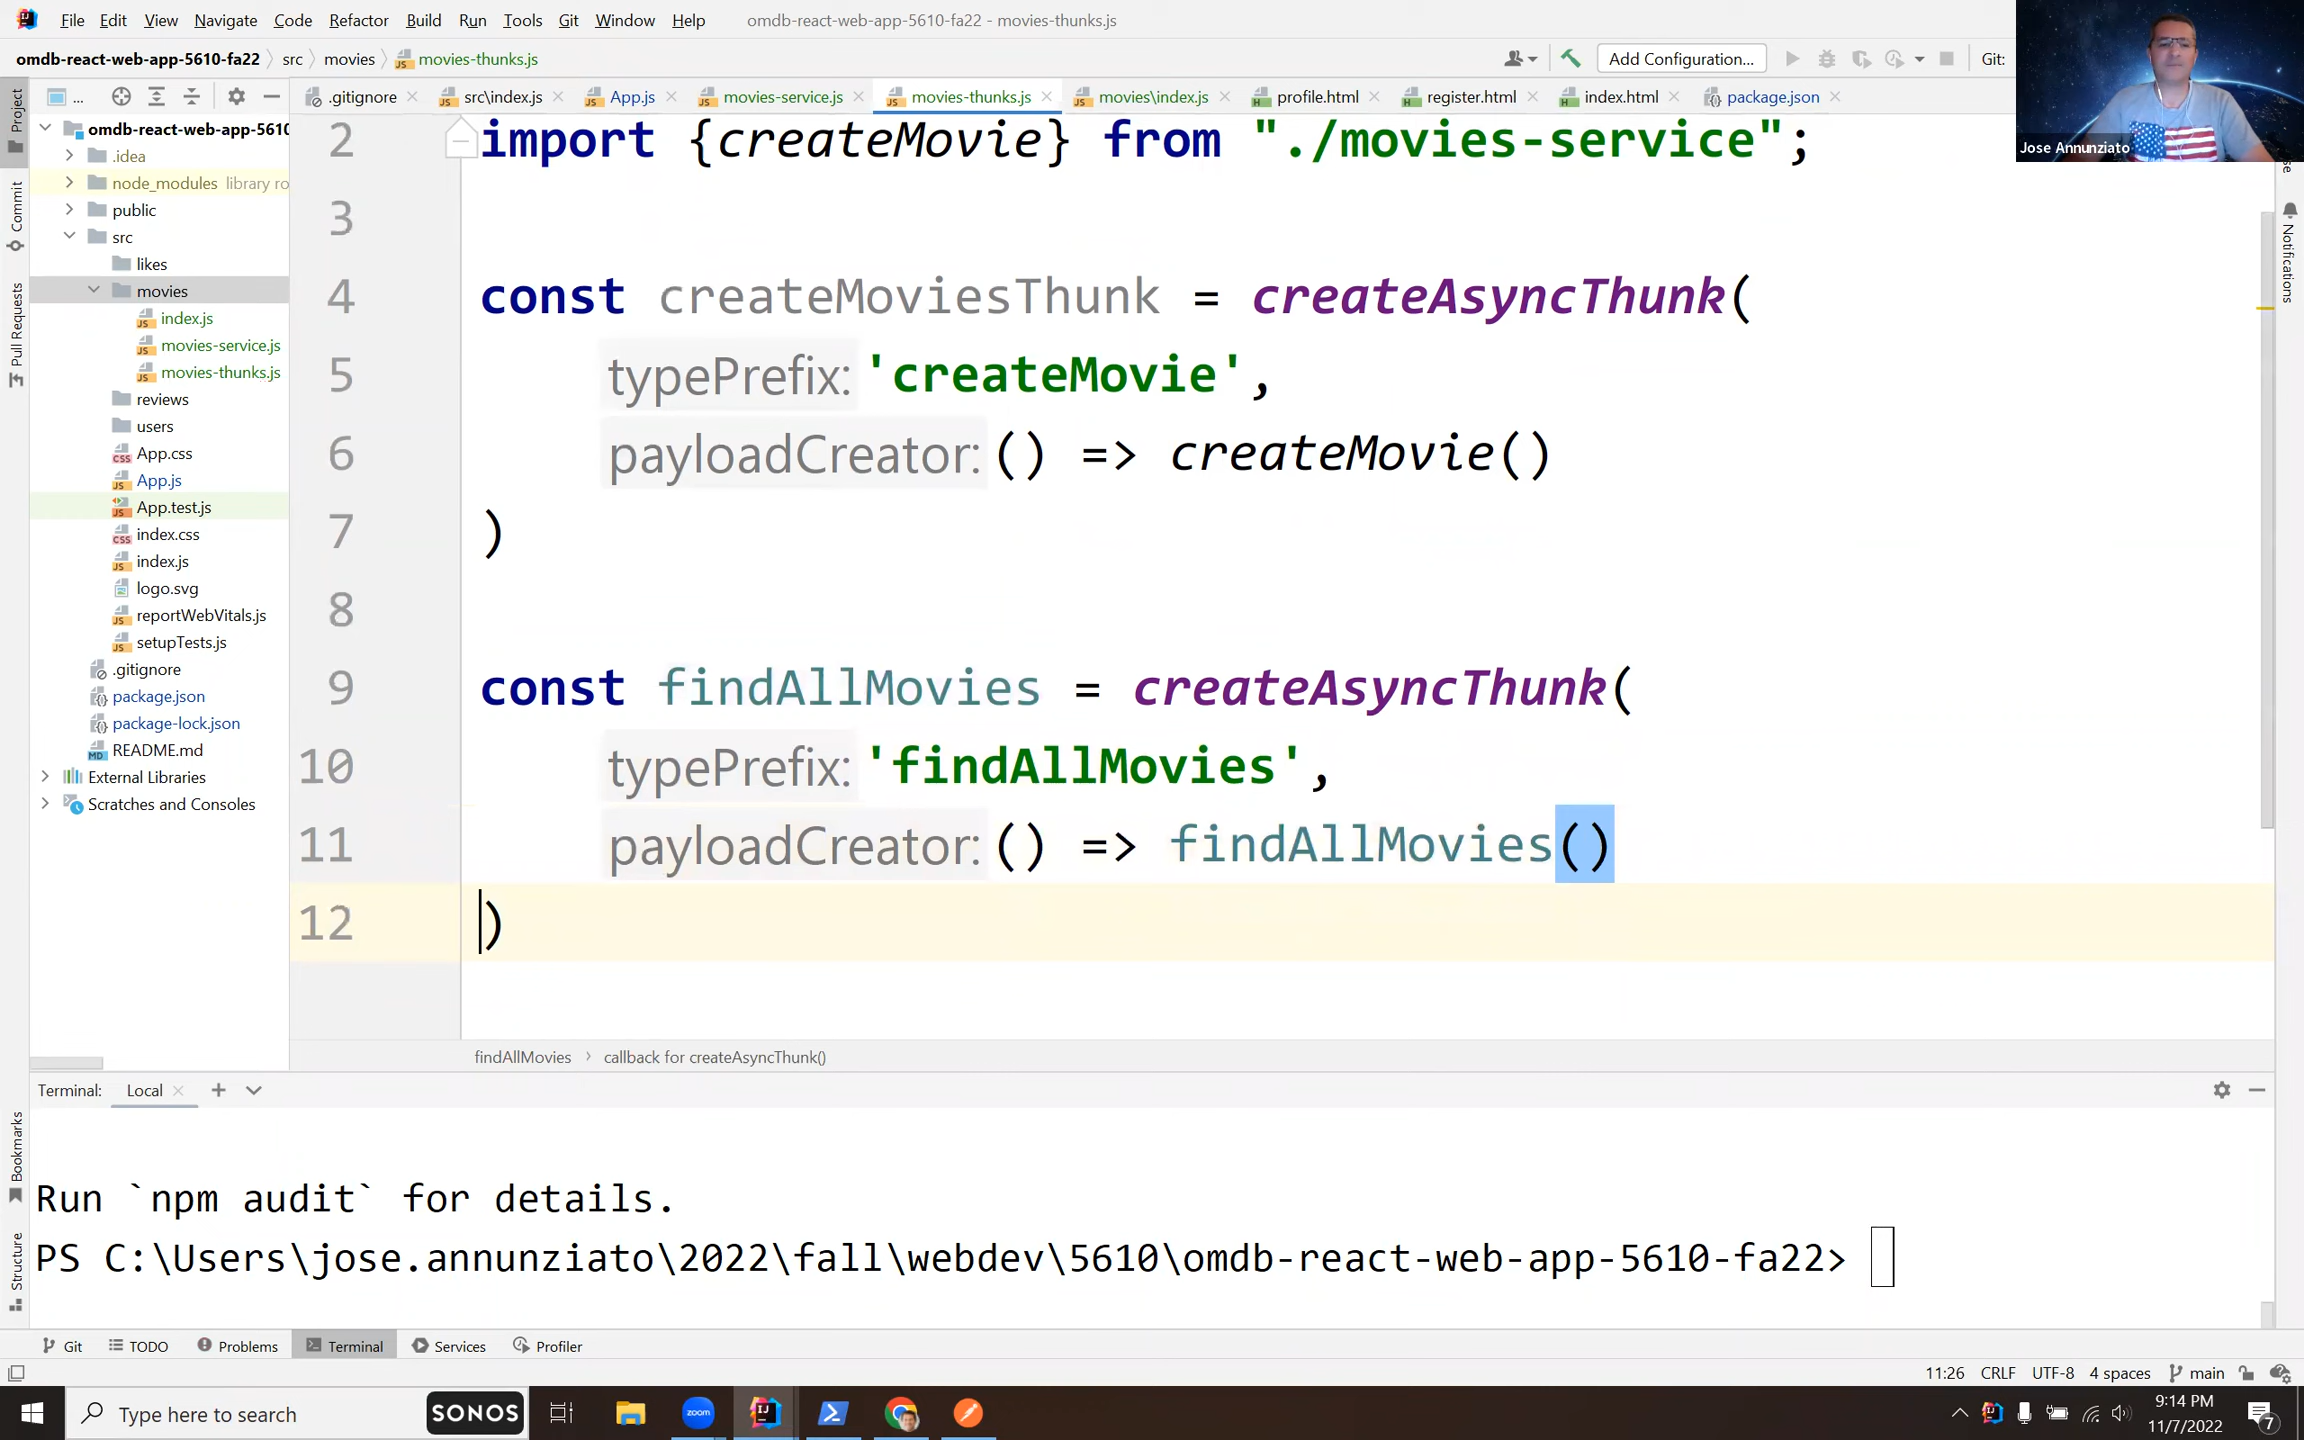 File Edit View Navigate Code Refactor Build Run Tools Git Window Help omdb-react-web-app-5610-fa22 - movies-thunks.js
omdb-react-web-app-5610-fa22 src movies movies-thunks.js Add Configuration... Git:
Project ... .gitignore src\index.js App.js movies-service.js movies-thunks.js movies\index.js profile.html register.html index.html package.json
Jose Annunziato
omdb-react-web-app-5610
.idea
node_modules library ro
public
src
likes
movies
index.js
movies-service.js
movies-thunks.js
reviews
users
App.css
App.js
App.test.js
index.css
index.js
logo.svg
reportWebVitals.js
setupTests.js
.gitignore
package.json
package-lock.json
README.md
External Libraries
Scratches and Consoles
Commit
Pull Requests
Bookmarks
Structure
Notifications
2 import {createMovie} from "./movies-service";
3
4 const createMoviesThunk = createAsyncThunk(
5 typePrefix: 'createMovie',
6 payloadCreator: () => createMovie()
7 )
8
9 const findAllMovies = createAsyncThunk(
10 typePrefix: 'findAllMovies',
11 payloadCreator: () => findAllMovies()
12 )
findAllMovies callback for createAsyncThunk()
Terminal: Local
Run `npm audit` for details.
PS C:\Users\jose.annunziato\2022\fall\webdev\5610\omdb-react-web-app-5610-fa22>
Git TODO Problems Terminal Services Profiler
11:26 CRLF UTF-8 4 spaces main
Type here to search SONOS zoom 9:14 PM
11/7/2022 7